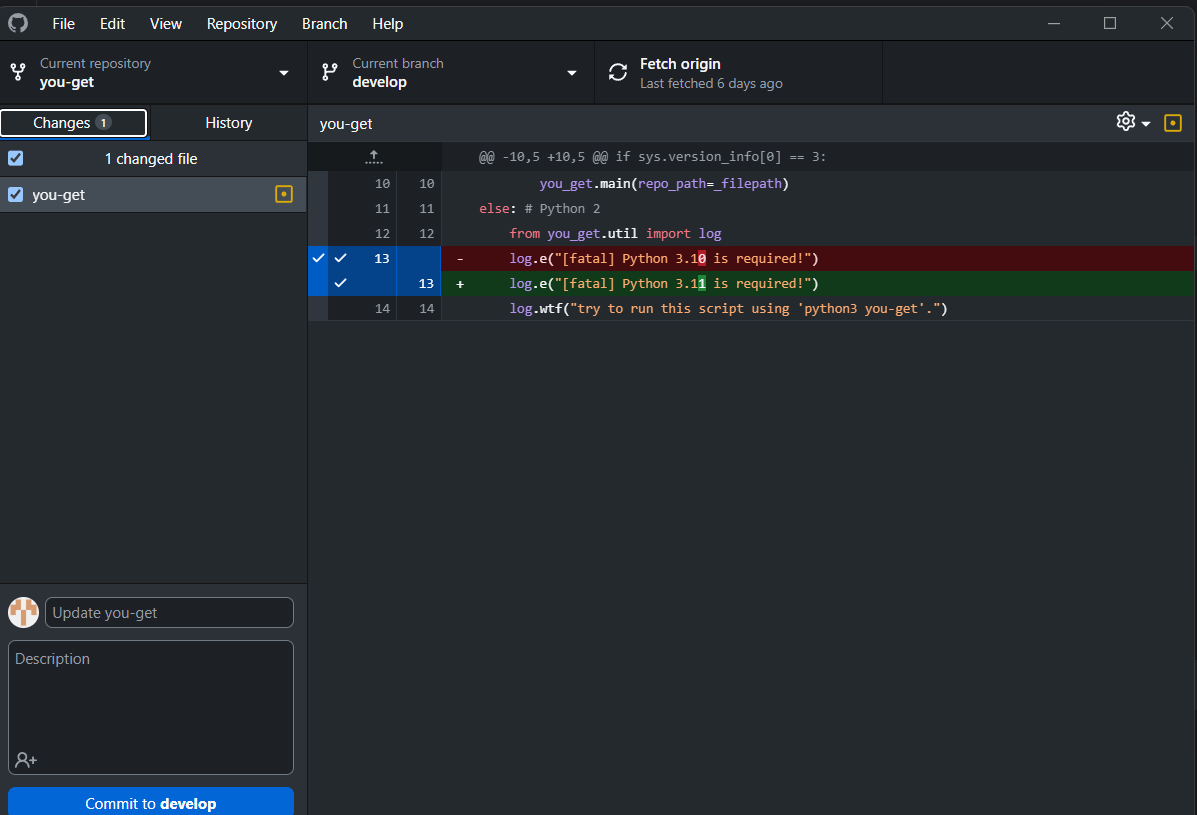 File Edit View Repository Branch Help
Current repository
you-get
Current branch
develop
Fetch origin
Last fetched 6 days ago
Changes 1
History
you-get
1 changed file
you-get
@@ -10,5 +10,5 @@ if sys.version_info[0] == 3:
10 10 you_get.main(repo_path=_filepath)
11 11 else: # Python 2
12 12 from you_get.util import log
13 - log.e("[fatal] Python 3.10 is required!")
13 + log.e("[fatal] Python 3.11 is required!")
14 14 log.wtf("try to run this script using 'python3 you-get'.")
Update you-get
Description
Commit to develop